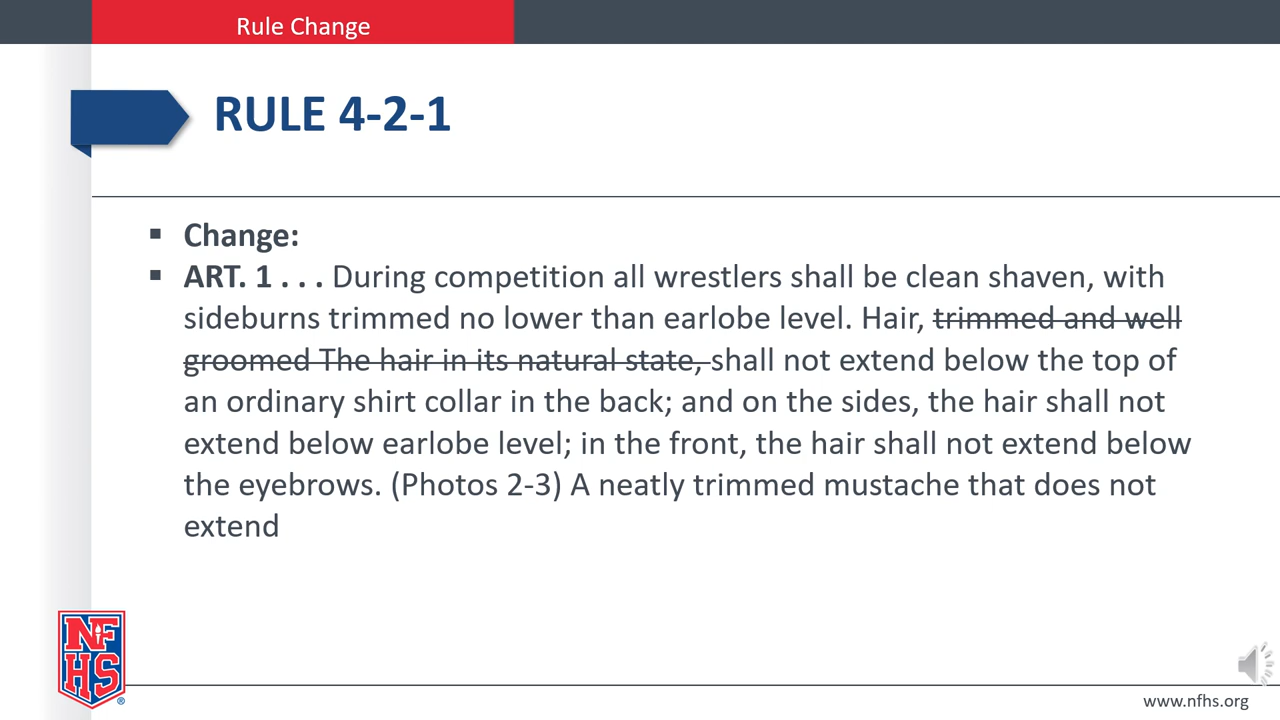 Rule Change
RULE 4-2-1
▪ Change:
▪ ART. 1 . . . During competition all wrestlers shall be clean shaven, with
sideburns trimmed no lower than earlobe level. Hair, trimmed and well
groomed The hair in its natural state, shall not extend below the top of
an ordinary shirt collar in the back; and on the sides, the hair shall not
extend below earlobe level; in the front, the hair shall not extend below
the eyebrows. (Photos 2-3) A neatly trimmed mustache that does not
extend
NF
HS
®
www.nfhs.org